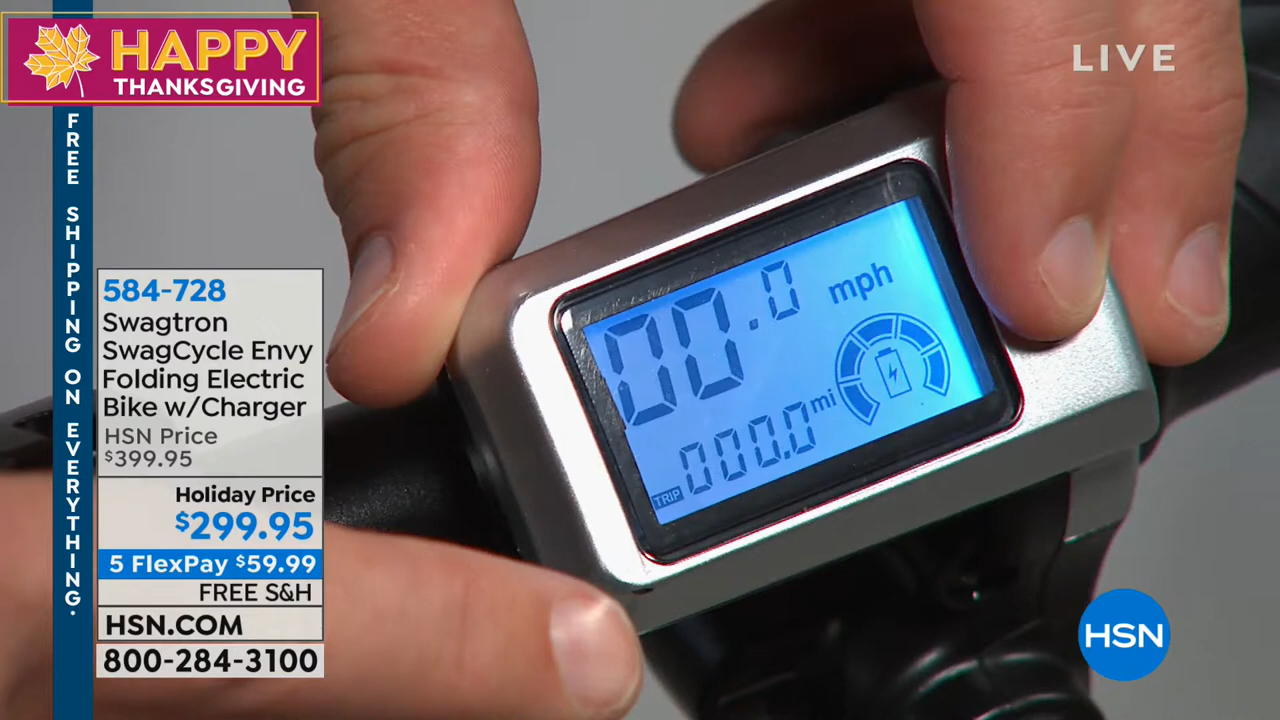 HAPPY
THANKSGIVING
LIVE
FREE SHIPPING ON EVERYTHING.
584-728
Swagtron
SwagCycle Envy
Folding Electric
Bike w/Charger
HSN Price
$399.95
Holiday Price
$299.95
5 FlexPay $59.99
FREE S&H
HSN.COM
800-284-3100
00.0 mph
TRIP 000.0 mi
HSN